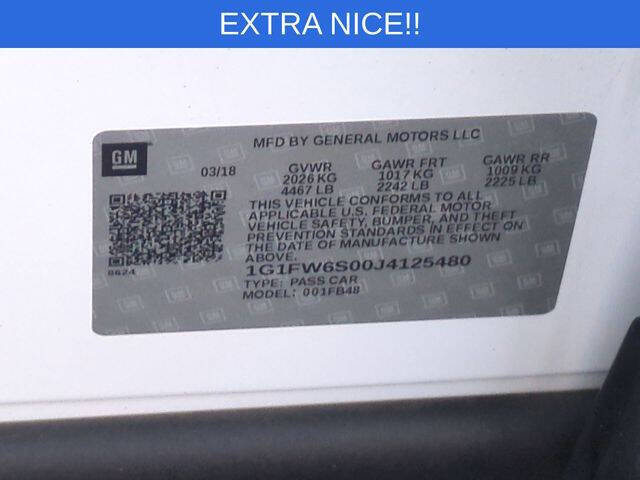 EXTRA NICE!!
MFD BY GENERAL MOTORS LLC
GM
03/18 GVWR GAWR FRT GAWR RR
2026 KG 1017 KG 1009 KG
4467 LB 2242 LB 2225 LB
THIS VEHICLE CONFORMS TO ALL
APPLICABLE U.S. FEDERAL MOTOR
VEHICLE SAFETY, BUMPER, AND THEFT
PREVENTION STANDARDS IN EFFECT ON
THE DATE OF MANUFACTURE SHOWN
ABOVE.
8624
1G1FW6S00J4125480
TYPE: PASS CAR
MODEL: 001FB48